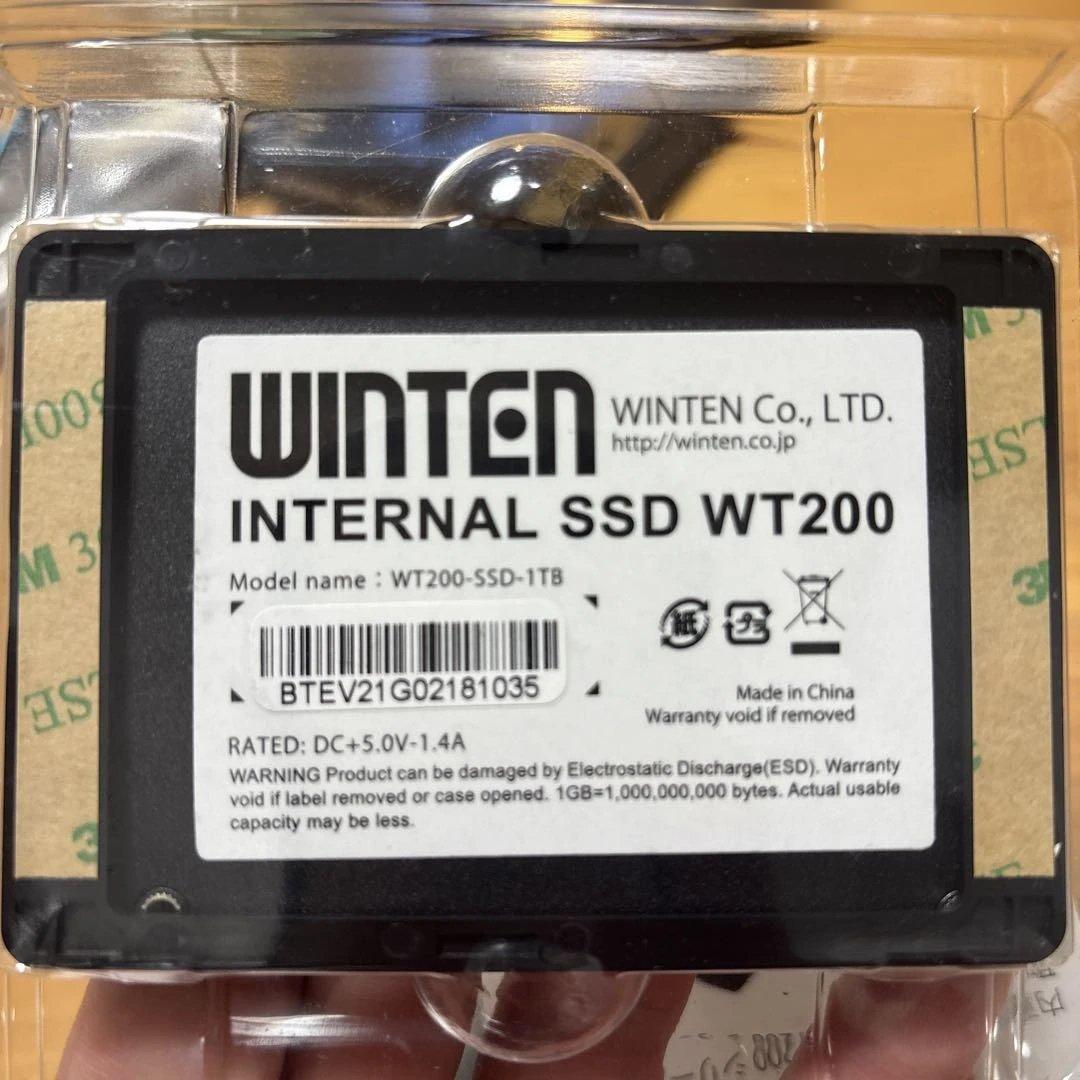 WINTEN
WINTEN Co., LTD.
http://winten.co.jp
INTERNAL SSD WT200
Model name : WT200-SSD-1TB
BTEV21G02181035
紙
プラ
Made in China
Warranty void if removed
RATED: DC+5.0V-1.4A
WARNING Product can be damaged by Electrostatic Discharge(ESD). Warranty
void if label removed or case opened. 1GB=1,000,000,000 bytes. Actual usable
capacity may be less.